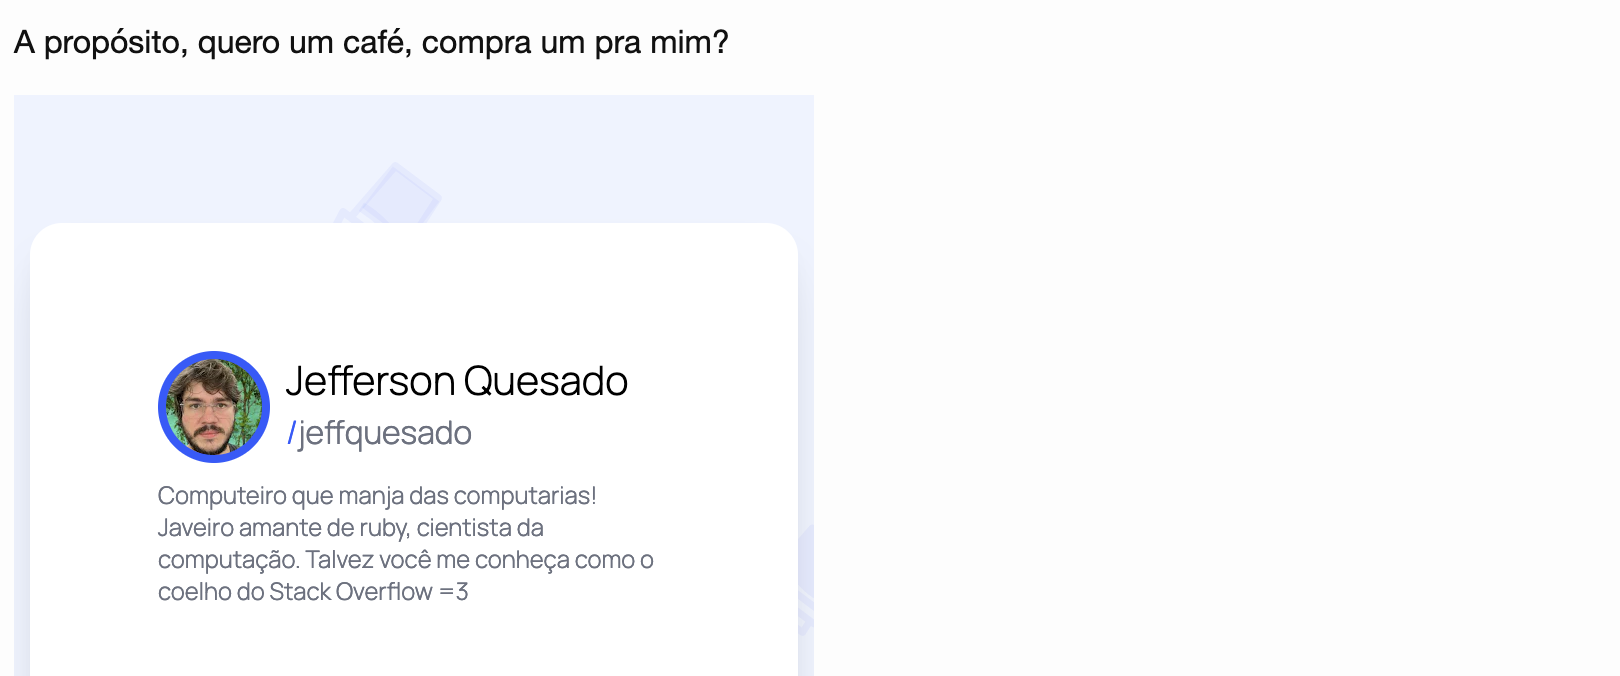 A propósito, quero um café, compra um pra mim?
Jefferson Quesado
/jeffquesado
Computeiro que manja das computarias!
Javeiro amante de ruby, cientista da
computação. Talvez você me conheça como o
coelho do Stack Overflow =3